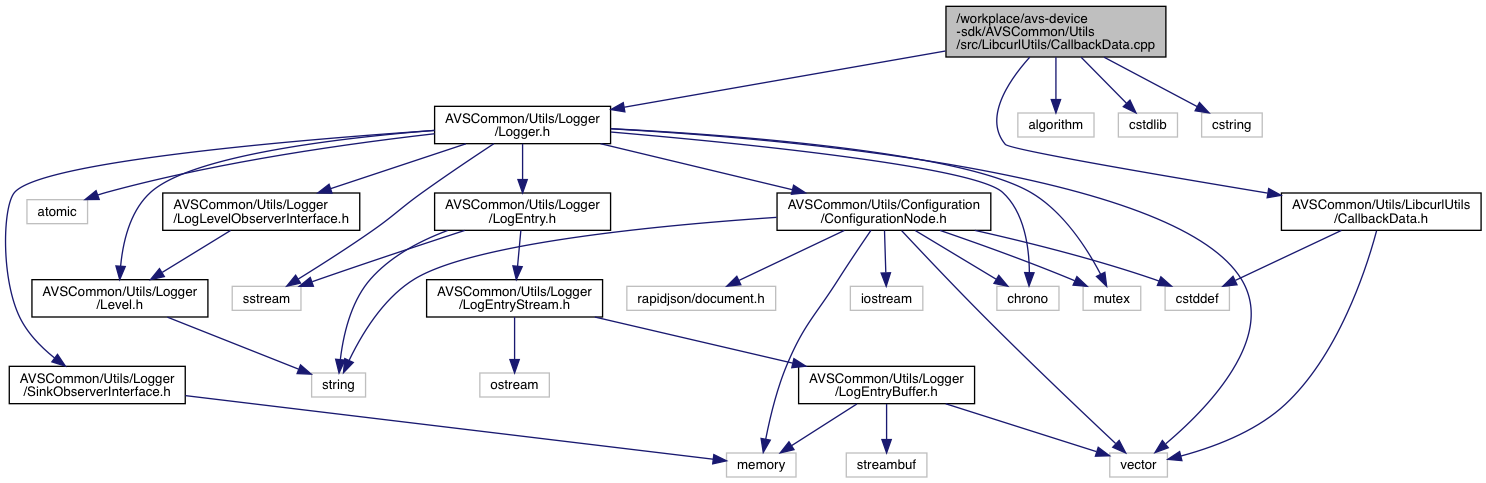 /workplace/avs-device
-sdk/AVSCommon/Utils
/src/LibcurlUtils/CallbackData.cpp
AVSCommon/Utils/Logger
/Logger.h
algorithm
cstdlib
cstring
atomic
AVSCommon/Utils/Logger
/LogLevelObserverInterface.h
AVSCommon/Utils/Logger
/LogEntry.h
AVSCommon/Utils/Configuration
/ConfigurationNode.h
AVSCommon/Utils/LibcurlUtils
/CallbackData.h
AVSCommon/Utils/Logger
/Level.h
sstream
AVSCommon/Utils/Logger
/LogEntryStream.h
rapidjson/document.h
iostream
chrono
mutex
cstddef
AVSCommon/Utils/Logger
/SinkObserverInterface.h
string
ostream
AVSCommon/Utils/Logger
/LogEntryBuffer.h
memory
streambuf
vector